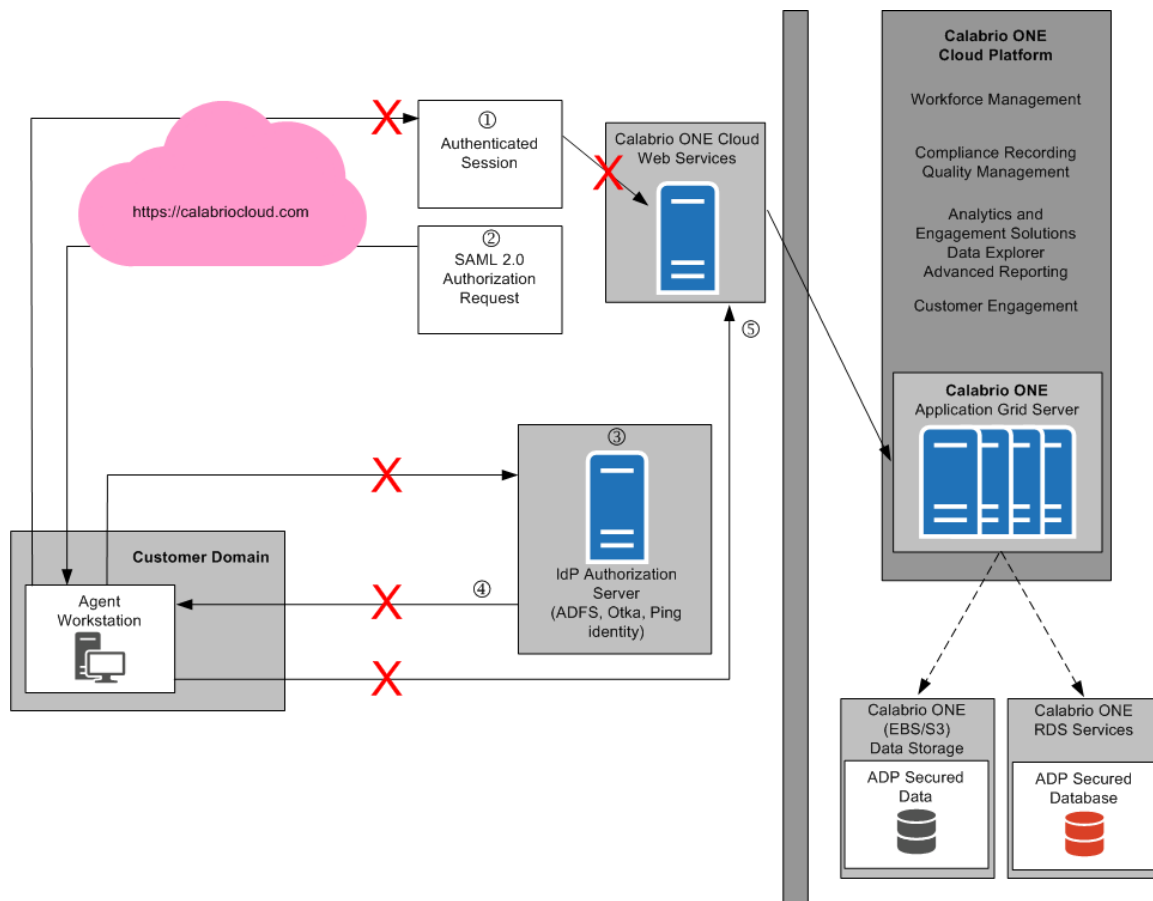 https://calabriocloud.com
①
Authenticated
Session
②
SAML 2.0
Authorization
Request
Calabrio ONE Cloud
Web Services
⑤
③
IdP Authorization
Server
(ADFS, Otka, Ping
identity)
④
Customer Domain
Agent
Workstation
Calabrio ONE
Cloud Platform
Workforce Management
Compliance Recording
Quality Management
Analytics and
Engagement Solutions
Data Explorer
Advanced Reporting
Customer Engagement
Calabrio ONE
Application Grid Server
Calabrio ONE
(EBS/S3)
Data Storage
ADP Secured
Data
Calabrio ONE
RDS Services
ADP Secured
Database